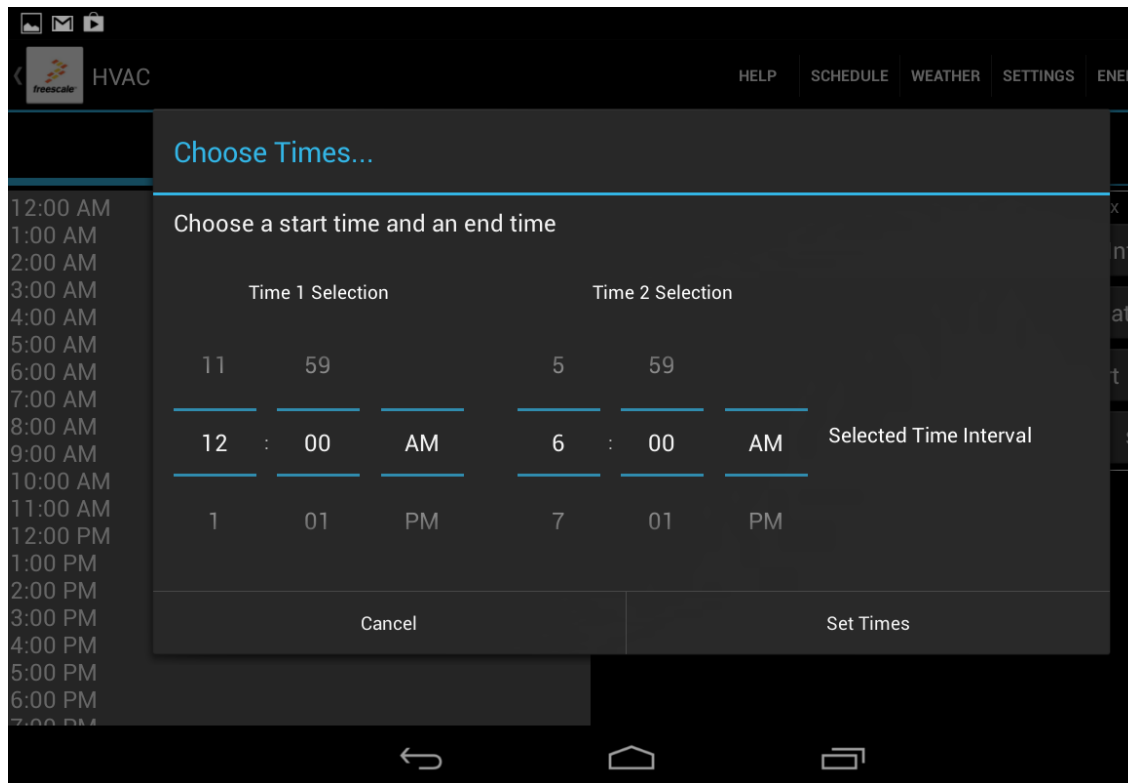 freescale
HVAC
HELP
SCHEDULE
WEATHER
SETTINGS
Choose Times...
Choose a start time and an end time
Time 1 Selection
Time 2 Selection
11 59
5 59
12 : 00 AM
6 : 00 AM
Selected Time Interval
1 01 PM
7 01 PM
Cancel
Set Times
12:00 AM
1:00 AM
2:00 AM
3:00 AM
4:00 AM
5:00 AM
6:00 AM
7:00 AM
8:00 AM
9:00 AM
10:00 AM
11:00 AM
12:00 PM
1:00 PM
2:00 PM
3:00 PM
4:00 PM
5:00 PM
6:00 PM
7:00 PM